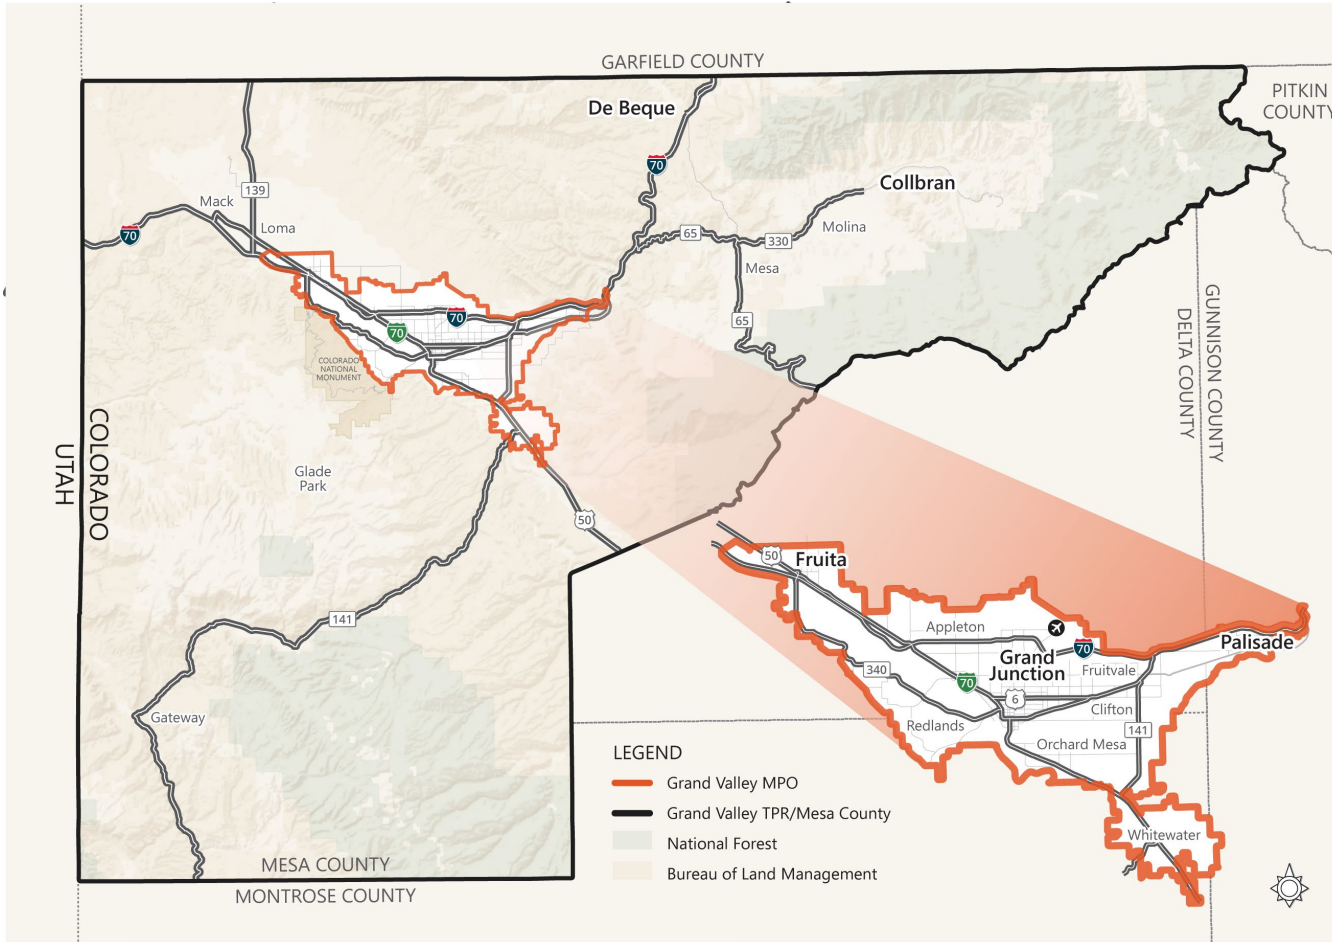 GARFIELD COUNTY
PITKIN
COUNTY
De Beque
70
Collbran
139
Mack
Loma
70
65
330
Molina
Mesa
70
70
65
COLORADO
NATIONAL
MONUMENT
GUNNISON COUNTY
DELTA COUNTY
COLORADO
UTAH
Glade
Park
50
50
Fruita
141
Appleton
70
Palisade
Grand
Junction
Fruitvale
340
70
6
Clifton
Gateway
Redlands
141
Orchard Mesa
LEGEND
Grand Valley MPO
Grand Valley TPR/Mesa County
National Forest
Bureau of Land Management
Whitewater
MESA COUNTY
MONTROSE COUNTY